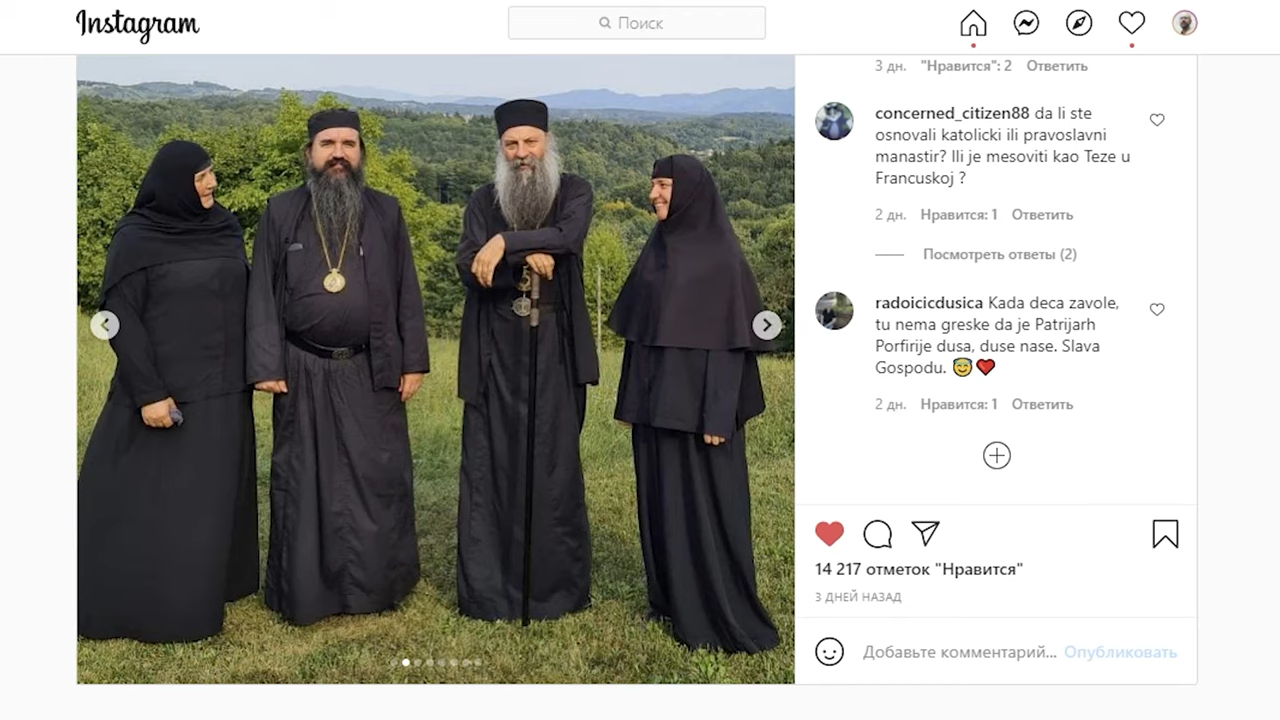 Instagram
Поиск
3 дн. "Нравится": 2 Ответить
concerned_citizen88 da li ste
osnovali katolicki ili pravoslavni
manastir? Ili je mesoviti kao Teze u
Francuskoj ?
2 дн. Нравится: 1 Ответить
Посмотреть ответы (2)
radoicicdusica Kada deca zavole,
tu nema greske da je Patrijarh
Porfirije dusa, duse nase. Slava
Gospodu. 😇❤️
2 дн. Нравится: 1 Ответить
14 217 отметок "Нравится"
3 ДНЕЙ НАЗАД
Добавьте комментарий... Опубликовать